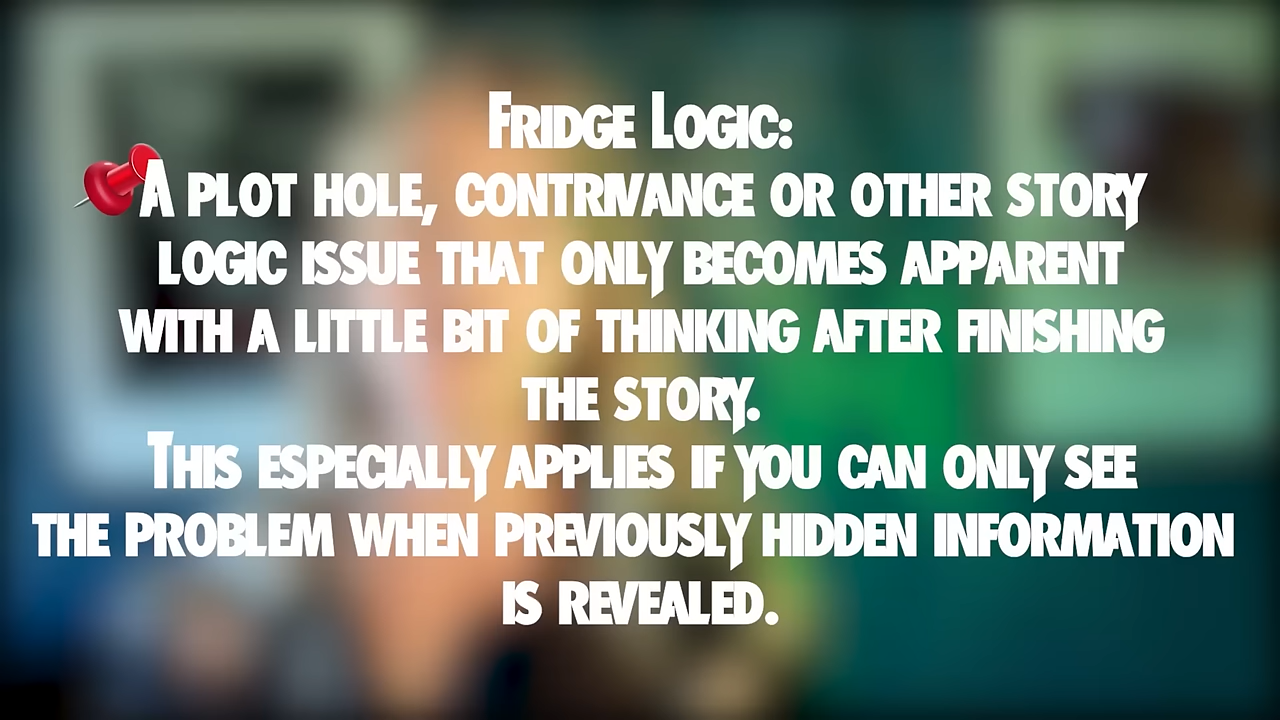 Fridge Logic:
A plot hole, contrivance or other story
logic issue that only becomes apparent
with a little bit of thinking after finishing
the story.
This especially applies if you can only see
the problem when previously hidden information
is revealed.